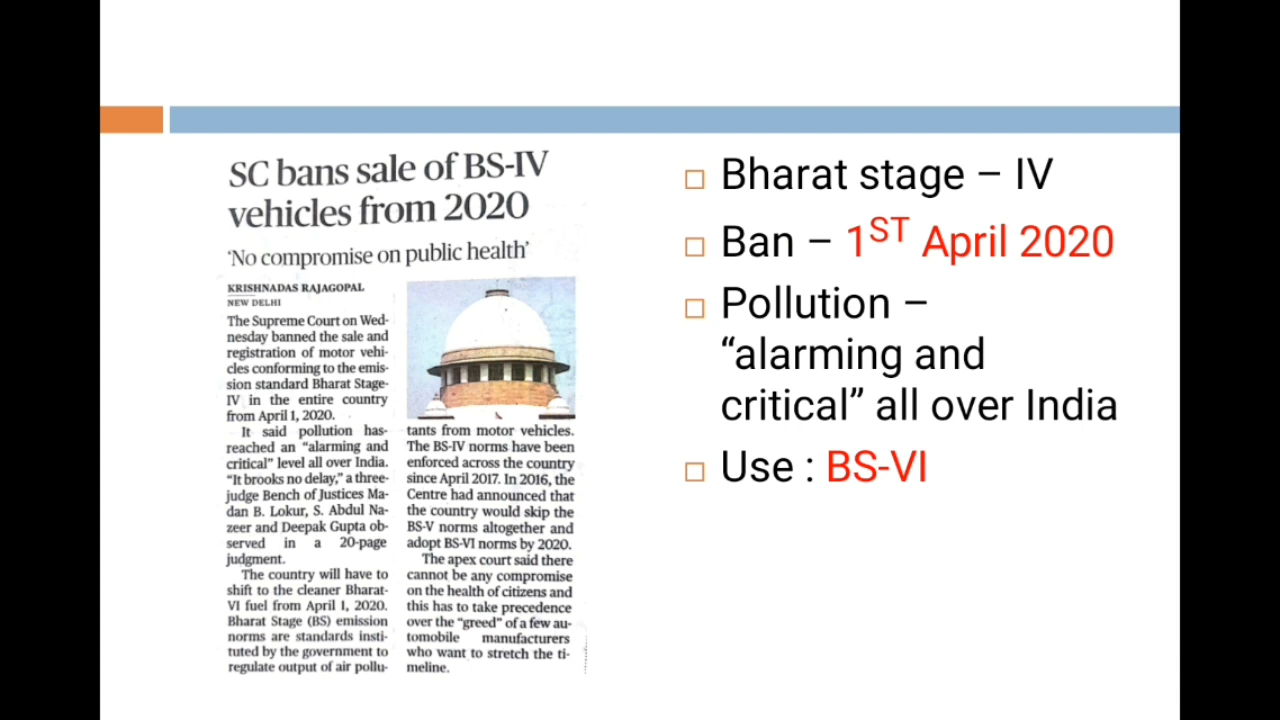 SC bans sale of BS-IV
vehicles from 2020
'No compromise on public health'
KRISHNADAS RAJAGOPAL
NEW DELHI
The Supreme Court on Wed-
nesday banned the sale and
registration of motor vehi-
cles conforming to the emis-
sion standard Bharat Stage-
IV in the entire country
from April 1, 2020.
It said pollution has
reached an "alarming and
critical" level all over India.
"It brooks no delay," a three-
judge Bench of Justices Ma-
dan B. Lokur, S. Abdul Na-
zeer and Deepak Gupta ob-
served in a 20-page
judgment.
The country will have to
shift to the cleaner Bharat-
VI fuel from April 1, 2020.
Bharat Stage (BS) emission
norms are standards insti-
tuted by the government to
regulate output of air pollu-
tants from motor vehicles.
The BS-IV norms have been
enforced across the country
since April 2017. In 2016, the
Centre had announced that
the country would skip the
BS-V norms altogether and
adopt BS-VI norms by 2020.
The apex court said there
cannot be any compromise
on the health of citizens and
this has to take precedence
over the "greed" of a few au-
tomobile manufacturers
who want to stretch the ti-
meline.
Bharat stage – IV
Ban – 1ST April 2020
Pollution –
“alarming and
critical” all over India
Use : BS-VI